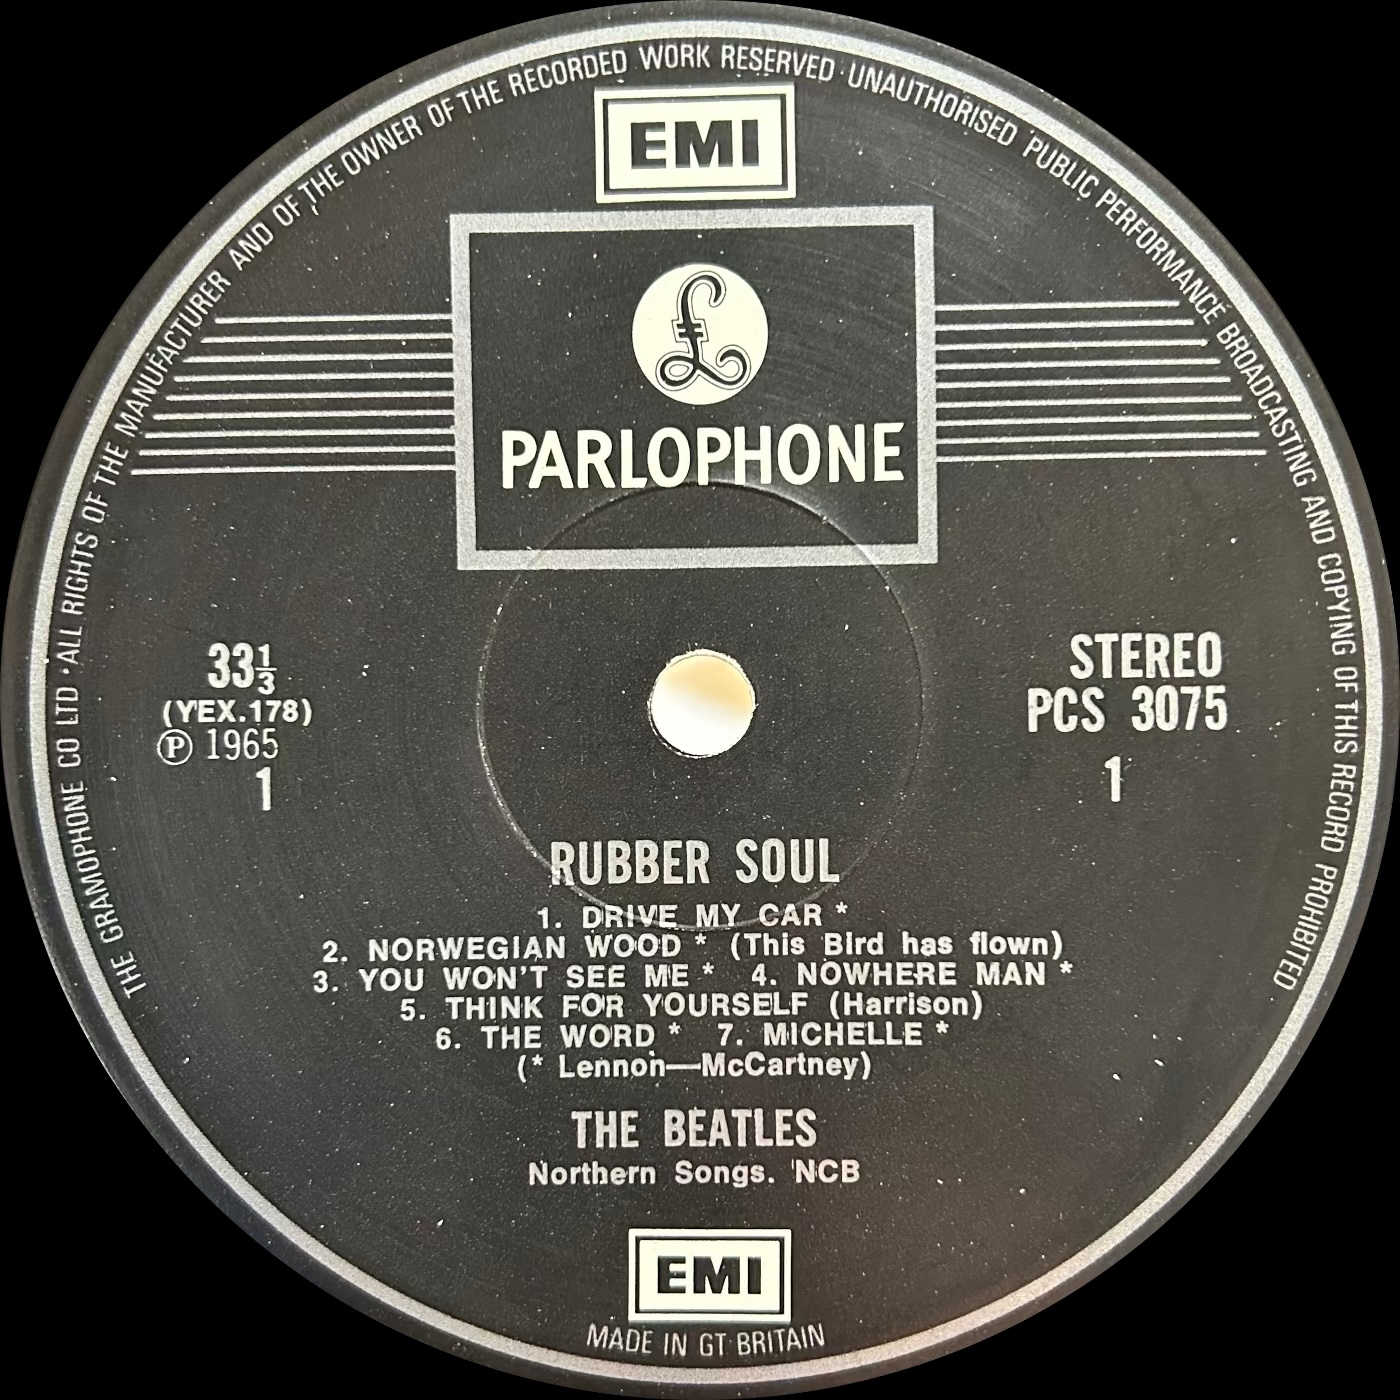 THE GRAMOPHONE CO LTD · ALL RIGHTS OF THE MANUFACTURER AND OF THE OWNER OF THE RECORDED WORK RESERVED · UNAUTHORISED PUBLIC PERFORMANCE BROADCASTING AND COPYING OF THIS RECORD PROHIBITED
EMI
£
PARLOPHONE
33⅓
(YEX.178)
Ⓟ 1965
1
STEREO
PCS 3075
1
RUBBER SOUL
1. DRIVE MY CAR *
2. NORWEGIAN WOOD * (This Bird has flown)
3. YOU WON'T SEE ME * 4. NOWHERE MAN *
5. THINK FOR YOURSELF (Harrison)
6. THE WORD * 7. MICHELLE *
(* Lennon—McCartney)
THE BEATLES
Northern Songs. NCB
EMI
MADE IN GT BRITAIN